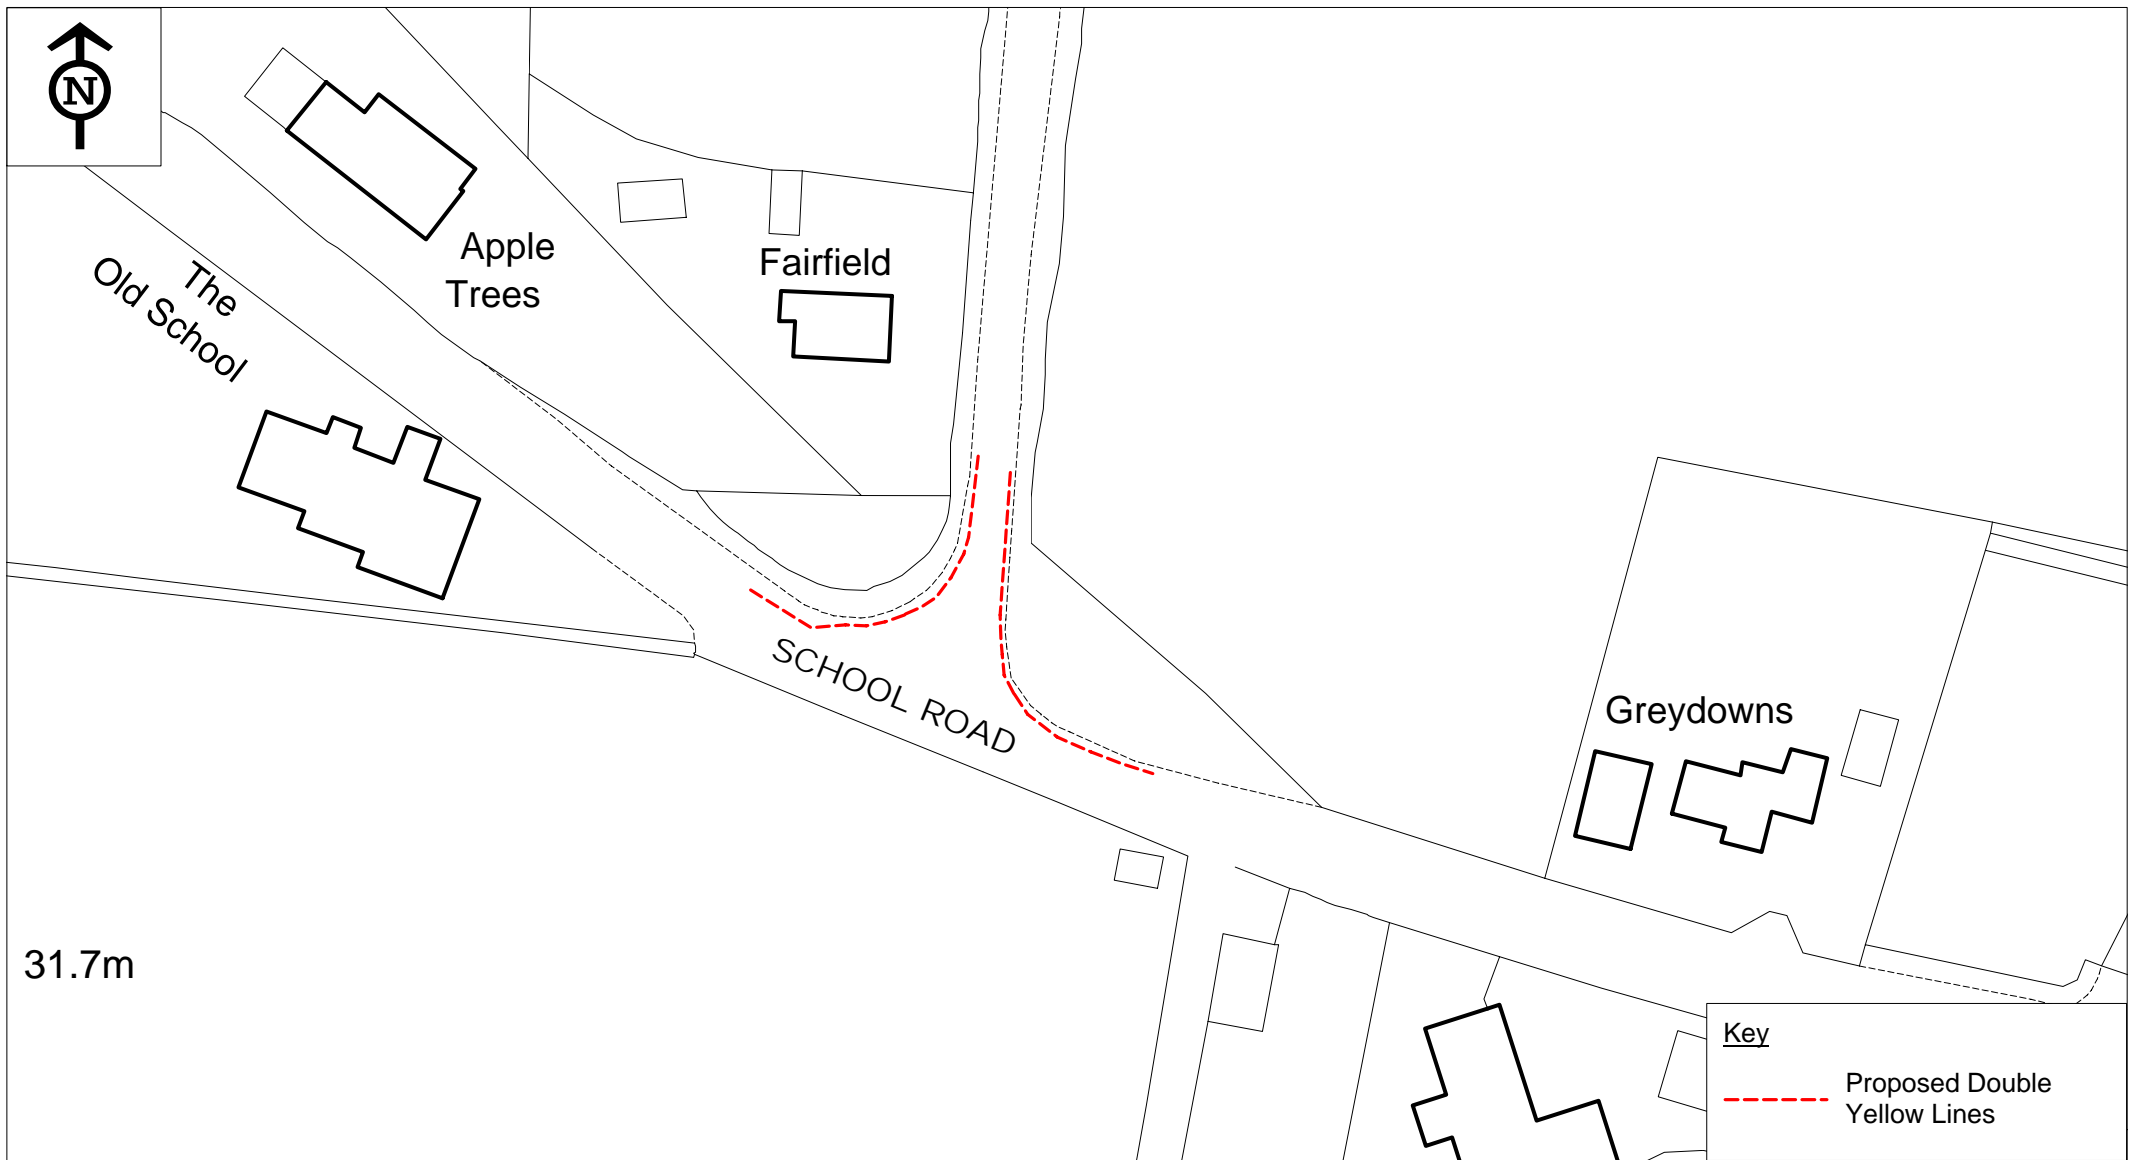 N
Apple
Trees
Fairfield
The
Old School
SCHOOL ROAD
Greydowns
31.7m
Key
Proposed Double
Yellow Lines